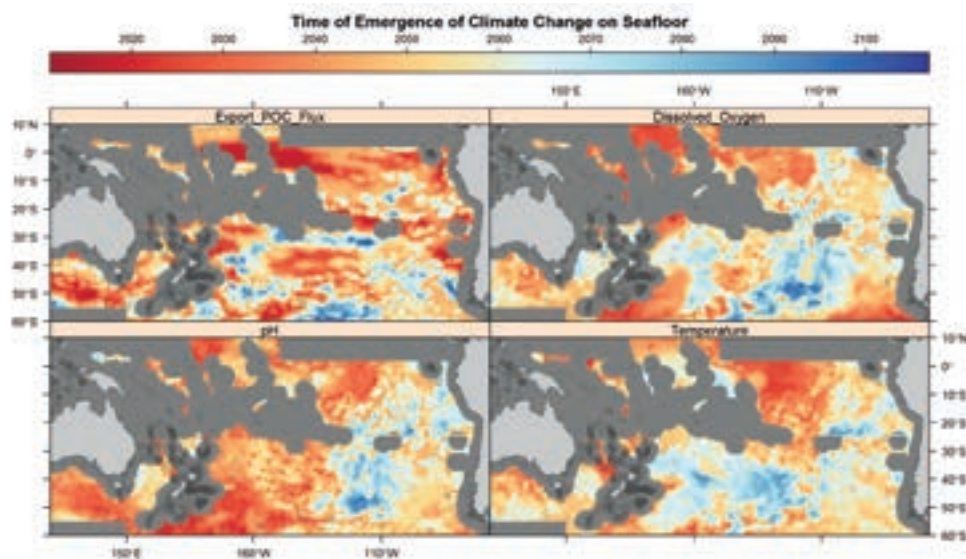 Time of Emergence of Climate Change on Seafloor
2020 2030 2040 2050 2060 2070 2080 2090 2100
150°E 160°W 110°W
Export_POC_Flux Dissolved_Oxygen
10°N
0°
10°S
20°S
30°S
40°S
50°S
60°S
pH Temperature
10°N
0°
10°S
20°S
30°S
40°S
50°S
60°S
150°E 160°W 110°W